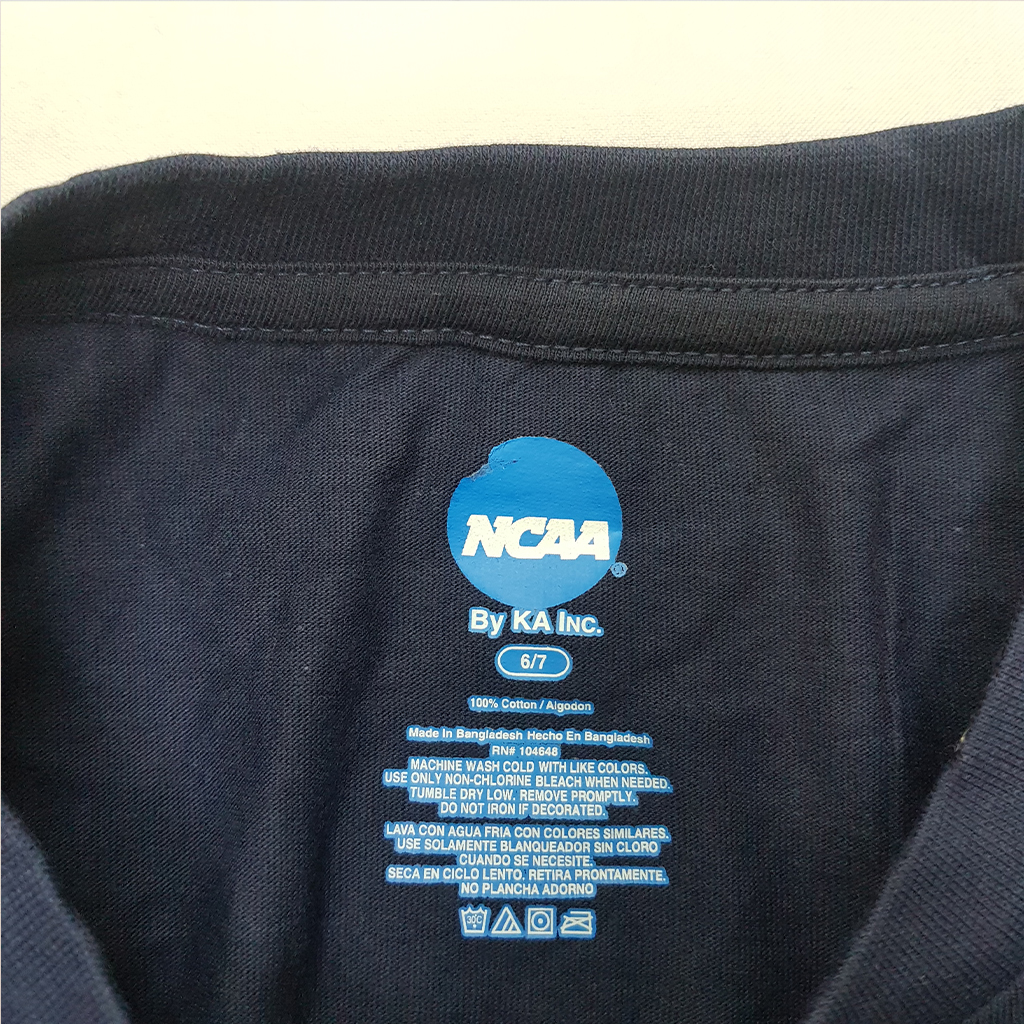 NCAA
®
By KA INC.
6/7
100% Cotton / Algodon
Made In Bangladesh Hecho En Bangladesh
RN# 104648
MACHINE WASH COLD WITH LIKE COLORS.
USE ONLY NON-CHLORINE BLEACH WHEN NEEDED.
TUMBLE DRY LOW. REMOVE PROMPTLY.
DO NOT IRON IF DECORATED.
LAVA CON AGUA FRIA CON COLORES SIMILARES.
USE SOLAMENTE BLANQUEADOR SIN CLORO
CUANDO SE NECESITE.
SECA EN CICLO LENTO. RETIRA PRONTAMENTE.
NO PLANCHA ADORNO
30°C